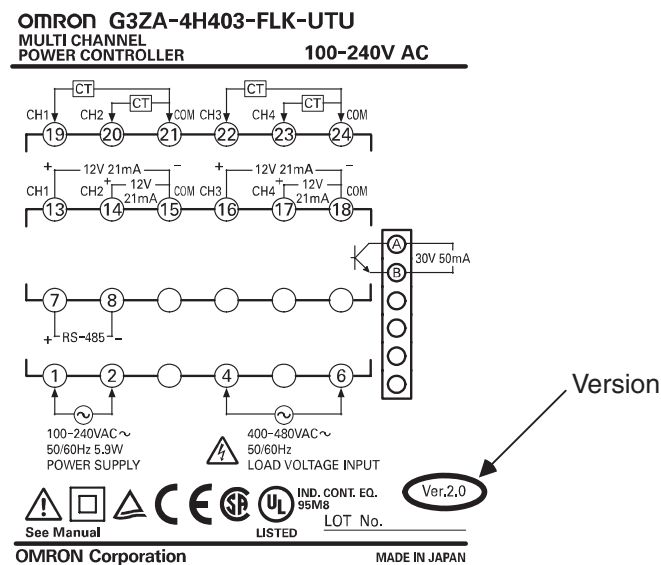 OMRON G3ZA-4H403-FLK-UTU
MULTI CHANNEL
POWER CONTROLLER 100-240V AC
CT CT
CT CT
CH1 CH2 COM CH3 CH4 COM
19 20 21 22 23 24
+ 12V 21mA − + 12V 21mA −
CH1 CH2 + 12V 21mA COM CH3 CH4 + 12V 21mA COM
13 14 15 16 17 18
A
30V 50mA
B
7 8
+ RS-485 −
1 2 4 6
Version
100-240VAC~
50/60Hz 5.9W
POWER SUPPLY
400-480VAC~
50/60Hz
LOAD VOLTAGE INPUT
Ver.2.0
See Manual
CE SA UL
LISTED
IND. CONT. EQ.
95M8
LOT No.
OMRON Corporation MADE IN JAPAN